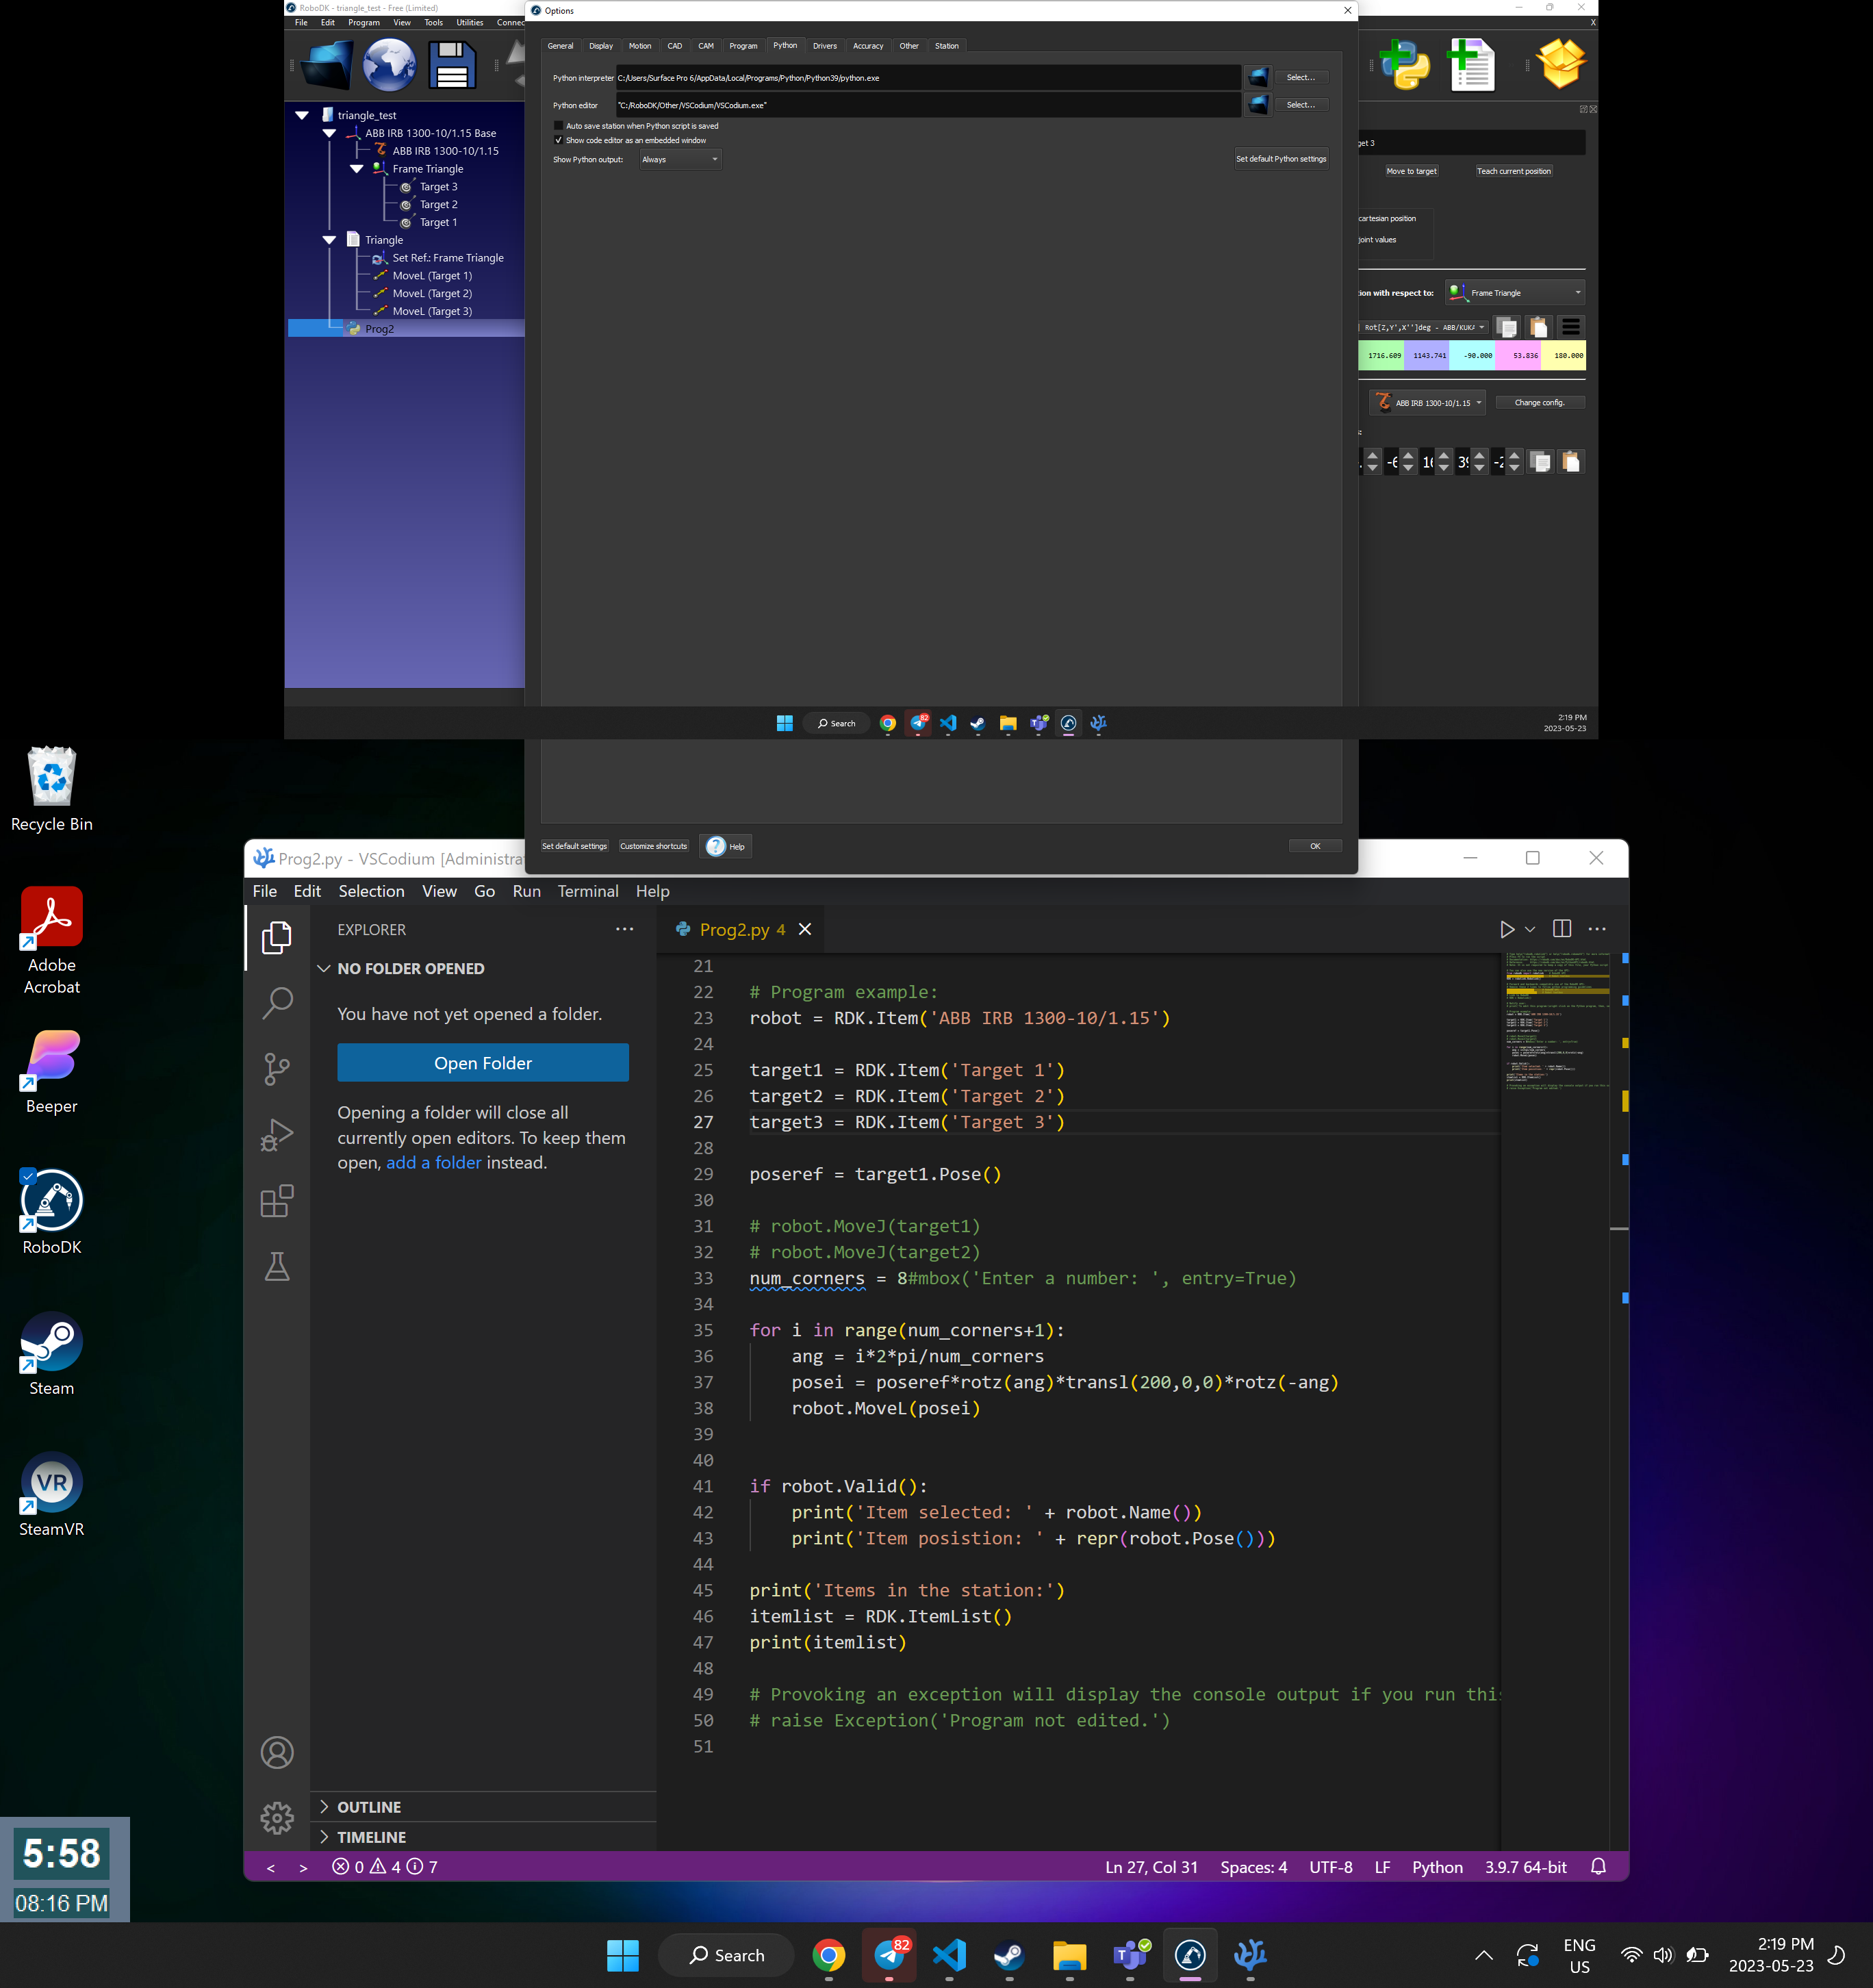 RoboDK - triangle_test - Free (Limited)
File Edit Program View Tools Utilities Connec
Options
General Display Motion CAD CAM Program Python Drivers Accuracy Other Station
Python interpreter C:/Users/Surface Pro 6/AppData/Local/Programs/Python/Python39/python.exe Select...
Python editor "C:/RoboDK/Other/VSCodium/VSCodium.exe" Select...
Auto save station when Python script is saved
Show code editor as an embedded window
Show Python output: Always Set default Python settings
triangle_test
ABB IRB 1300-10/1.15 Base
ABB IRB 1300-10/1.15
Frame Triangle
Target 3
Target 2
Target 1
Triangle
Set Ref.: Frame Triangle
MoveL (Target 1)
MoveL (Target 2)
MoveL (Target 3)
Prog2
get 3
Move to target Teach current position
cartesian position
joint values
ion with respect to: Frame Triangle
Rot[Z,Y',X'']deg - ABB/KUKA
1716.609 1143.741 -90.000 53.836 180.000
ABB IRB 1300-10/1.15 Change config.
Search
82
2:19 PM
2023-05-23
Set default settings Customize shortcuts Help OK
Recycle Bin
Adobe
Acrobat
Beeper
RoboDK
Steam
VR
SteamVR
Prog2.py - VSCodium [Administra
File Edit Selection View Go Run Terminal Help
EXPLORER
NO FOLDER OPENED
You have not yet opened a folder.
Open Folder
Opening a folder will close all
currently open editors. To keep them
open, add a folder instead.
OUTLINE
TIMELINE
Prog2.py 4
21
22 # Program example:
23 robot = RDK.Item('ABB IRB 1300-10/1.15')
24
25 target1 = RDK.Item('Target 1')
26 target2 = RDK.Item('Target 2')
27 target3 = RDK.Item('Target 3')
28
29 poseref = target1.Pose()
30
31 # robot.MoveJ(target1)
32 # robot.MoveJ(target2)
33 num_corners = 8#mbox('Enter a number: ', entry=True)
34
35 for i in range(num_corners+1):
36 ang = i*2*pi/num_corners
37 posei = poseref*rotz(ang)*transl(200,0,0)*rotz(-ang)
38 robot.MoveL(posei)
39
40
41 if robot.Valid():
42 print('Item selected: ' + robot.Name())
43 print('Item posistion: ' + repr(robot.Pose()))
44
45 print('Items in the station:')
46 itemlist = RDK.ItemList()
47 print(itemlist)
48
49 # Provoking an exception will display the console output if you run this
50 # raise Exception('Program not edited.')
51
< > 0 4 7 Ln 27, Col 31 Spaces: 4 UTF-8 LF Python 3.9.7 64-bit
5:58
08:16 PM
Search
82
ENG
US
2:19 PM
2023-05-23